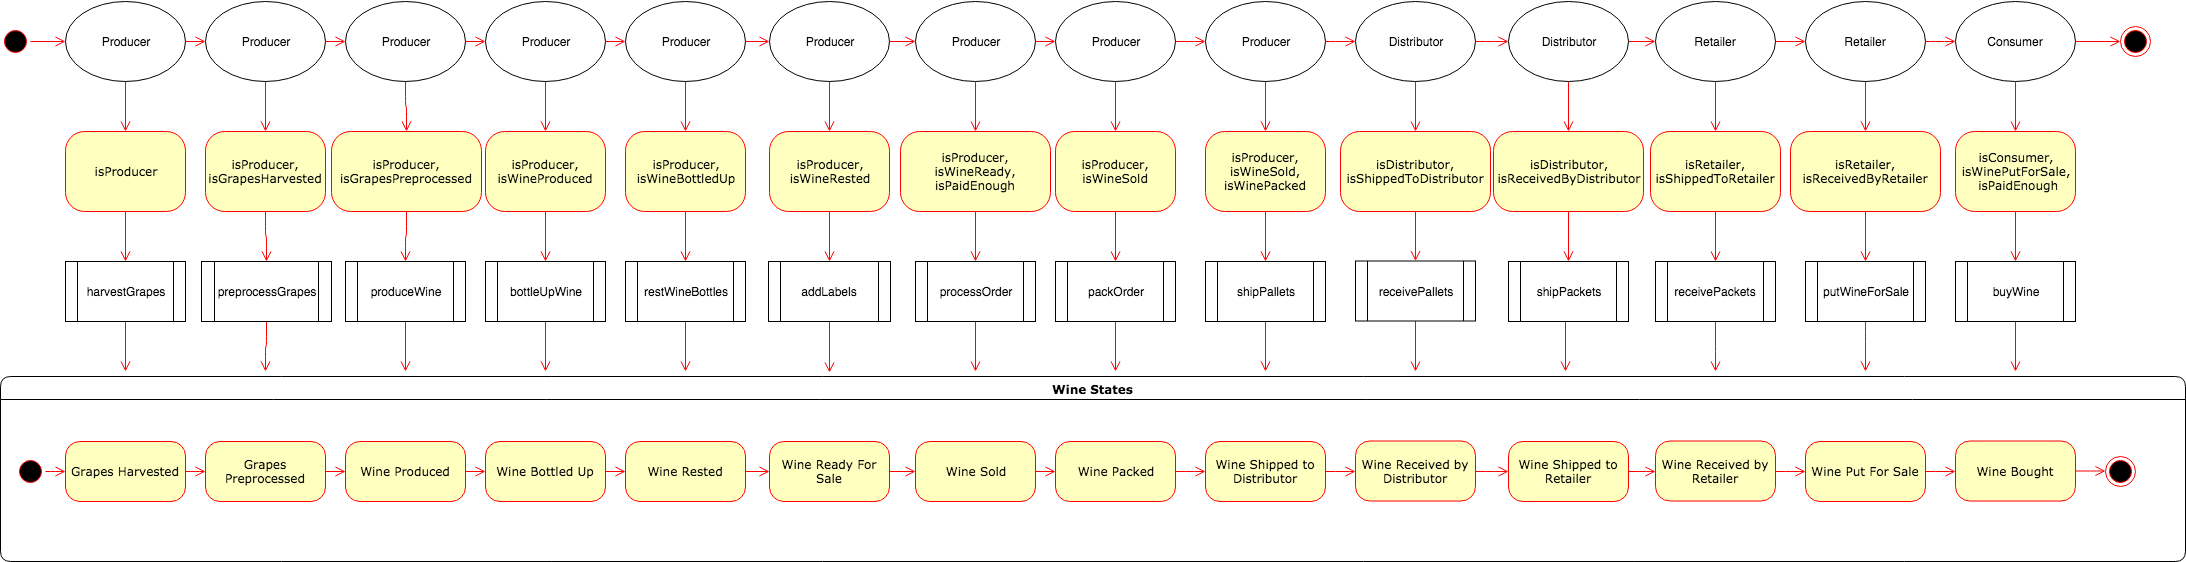 Producer
Producer
Producer
Producer
Producer
Producer
Producer
Producer
Producer
Distributor
Distributor
Retailer
Retailer
Consumer
isProducer
isProducer,
isGrapesHarvested
isProducer,
isGrapesPreprocessed
isProducer,
isWineProduced
isProducer,
isWineBottledUp
isProducer,
isWineRested
isProducer,
isWineReady,
isPaidEnough
isProducer,
isWineSold
isProducer,
isWineSold,
isWinePacked
isDistributor,
isShippedToDistributor
isDistributor,
isReceivedByDistributor
isRetailer,
isShippedToRetailer
isRetailer,
isReceivedByRetailer
isConsumer,
isWinePutForSale,
isPaidEnough
harvestGrapes
preprocessGrapes
produceWine
bottleUpWine
restWineBottles
addLabels
processOrder
packOrder
shipPallets
receivePallets
shipPackets
receivePackets
putWineForSale
buyWine
Wine States
Grapes Harvested
Grapes
Preprocessed
Wine Produced
Wine Bottled Up
Wine Rested
Wine Ready For
Sale
Wine Sold
Wine Packed
Wine Shipped to
Distributor
Wine Received by
Distributor
Wine Shipped to
Retailer
Wine Received by
Retailer
Wine Put For Sale
Wine Bought